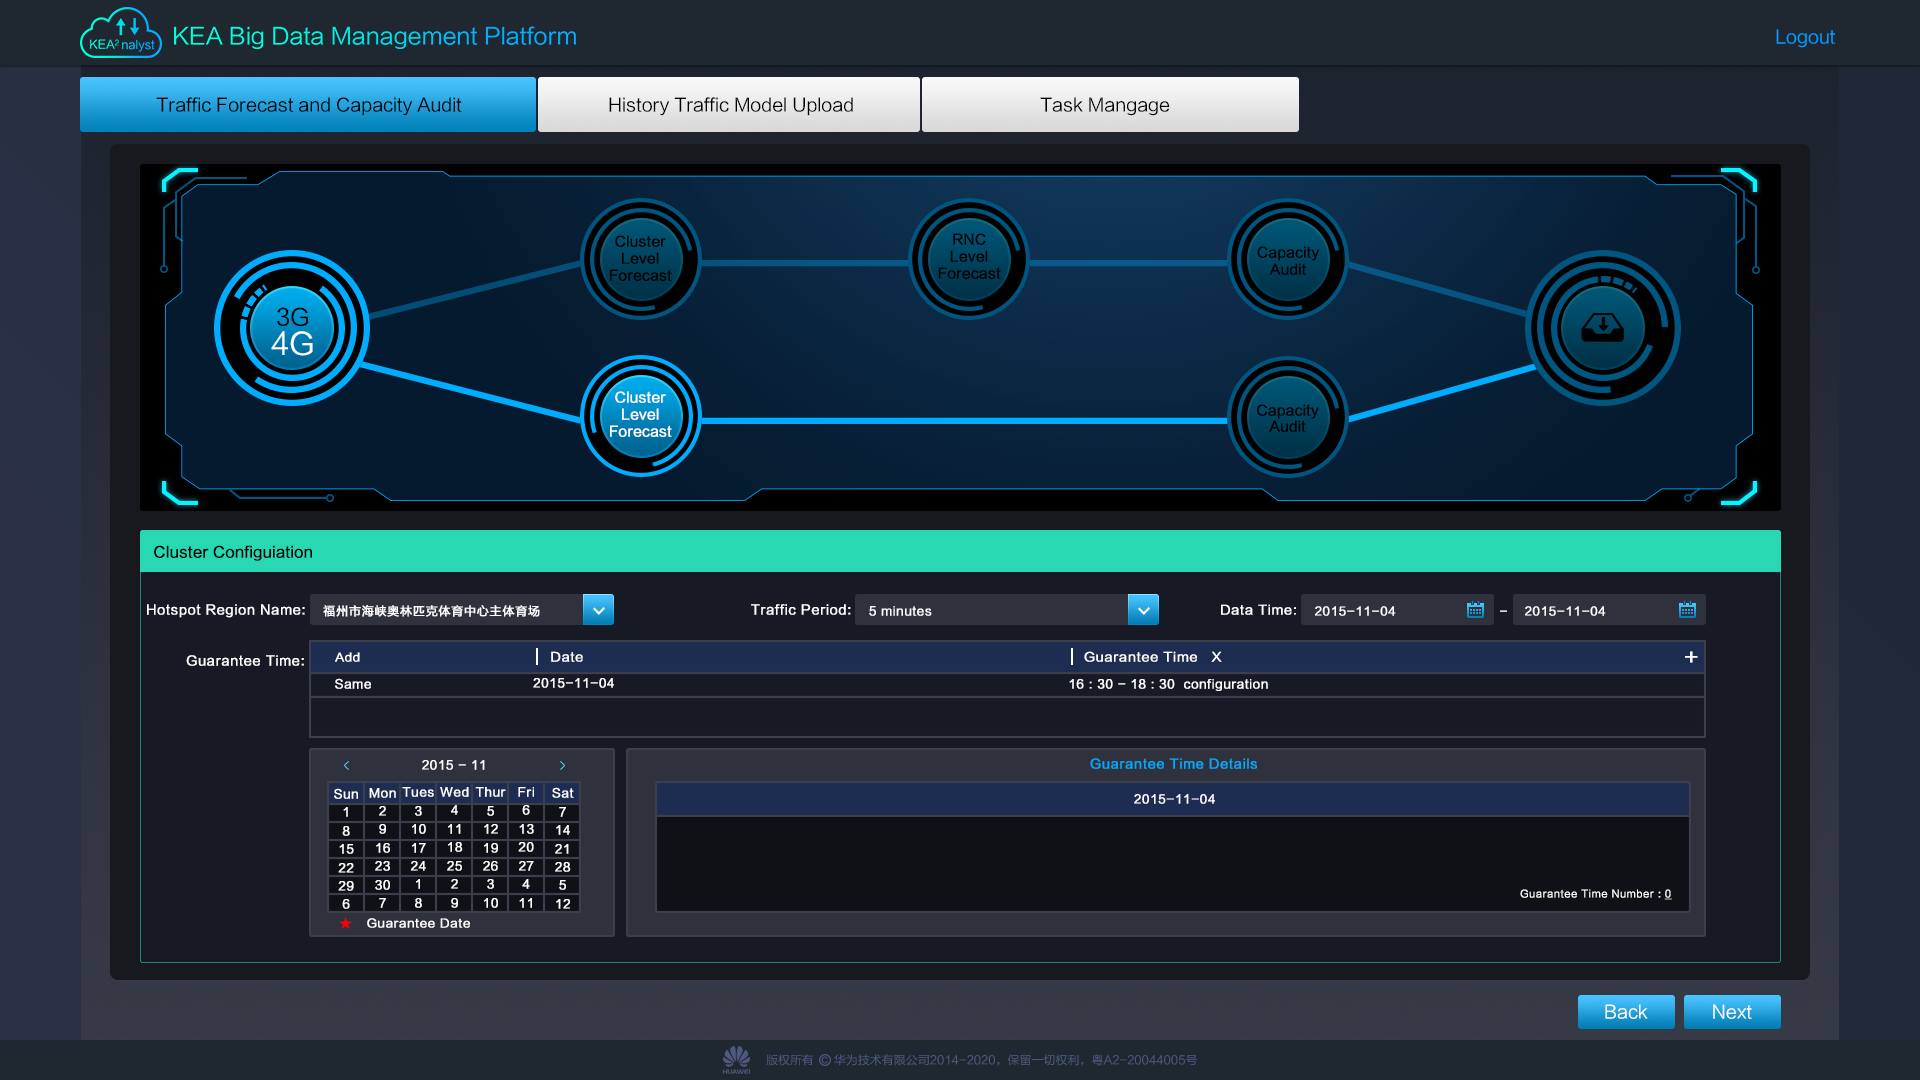 KEA² nalyst
KEA Big Data Management Platform
Logout
Traffic Forecast and Capacity Audit
History Traffic Model Upload
Task Mangage
3G
4G
Cluster
Level
Forecast
RNC
Level
Forecast
Capacity
Audit
Cluster
Level
Forecast
Capacity
Audit
Cluster Configuiation
Hotspot Region Name: 福州市海峡奥林匹克体育中心主体育场
Traffic Period: 5 minutes
Data Time: 2015-11-04 - 2015-11-04
Guarantee Time:
Add Date Guarantee Time X +
Same 2015-11-04 16 : 30 - 18 : 30 configuration
< 2015 - 11 >
Sun Mon Tues Wed Thur Fri Sat
1 2 3 4 5 6 7
8 9 10 11 12 13 14
15 16 17 18 19 20 21
22 23 24 25 26 27 28
29 30 1 2 3 4 5
6 7 8 9 10 11 12
★ Guarantee Date
Guarantee Time Details
2015-11-04
Guarantee Time Number : 0
Back
Next
HUAWEI
版权所有 © 华为技术有限公司2014-2020，保留一切权利，粤A2-20044005号